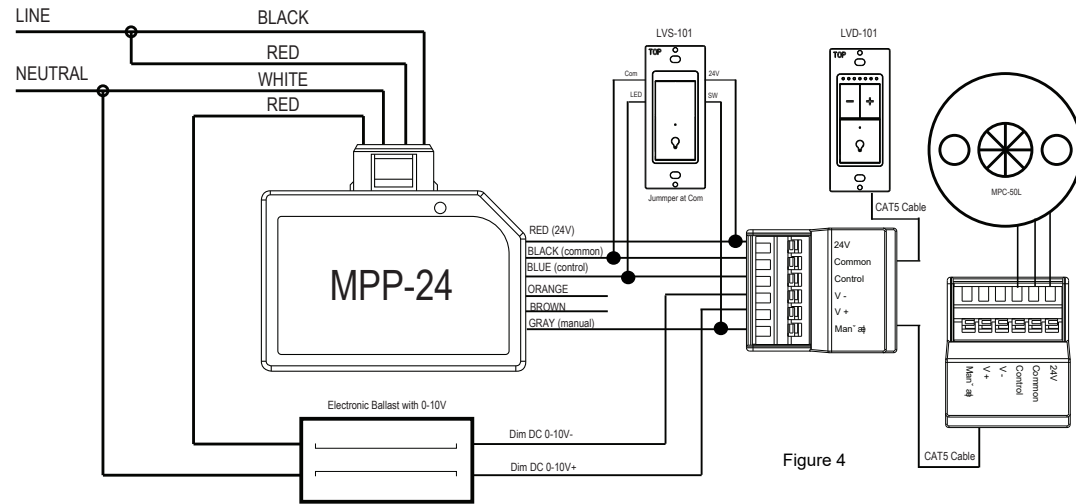 LINE
BLACK
RED
NEUTRAL
WHITE
RED
LVS-101
TOP
Com
24V
LED
SW
Jummper at Com
LVD-101
TOP
CAT5 Cable
MPC-50L
MPP-24
RED (24V)
BLACK (common)
BLUE (control)
ORANGE
BROWN
GRAY (manual)
24V
Common
Control
V -
V +
24V
Common
Control
V -
V +
CAT5 Cable
Electronic Ballast with 0-10V
Dim DC 0-10V-
Dim DC 0-10V+
Figure 4